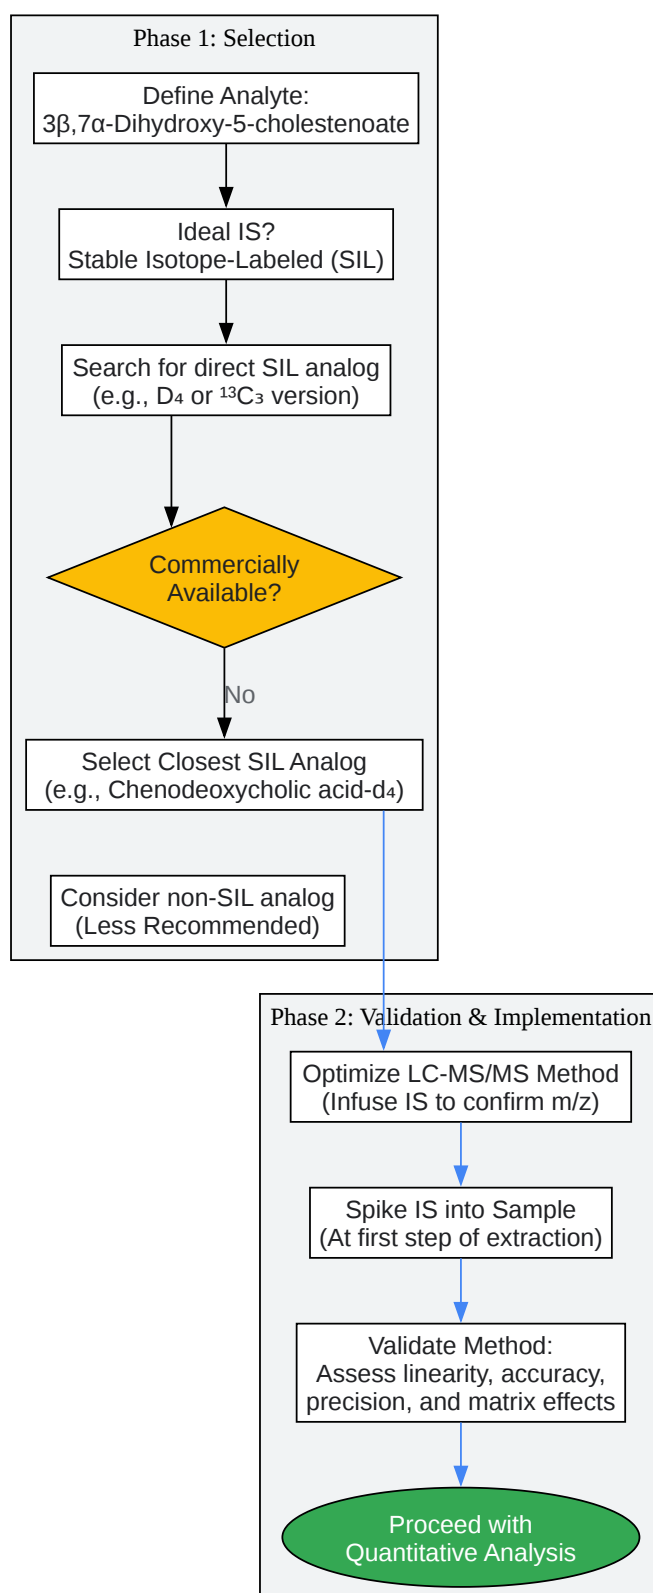 Phase 1: Selection
Define Analyte:
3β,7α-Dihydroxy-5-cholestenoate
Ideal IS?
Stable Isotope-Labeled (SIL)
Search for direct SIL analog
(e.g., D₄ or ¹³C₃ version)
Commercially
Available?
No
Select Closest SIL Analog
(e.g., Chenodeoxycholic acid-d₄)
Consider non-SIL analog
(Less Recommended)
Phase 2: Validation & Implementation
Optimize LC-MS/MS Method
(Infuse IS to confirm m/z)
Spike IS into Sample
(At first step of extraction)
Validate Method:
Assess linearity, accuracy,
precision, and matrix effects
Proceed with
Quantitative Analysis